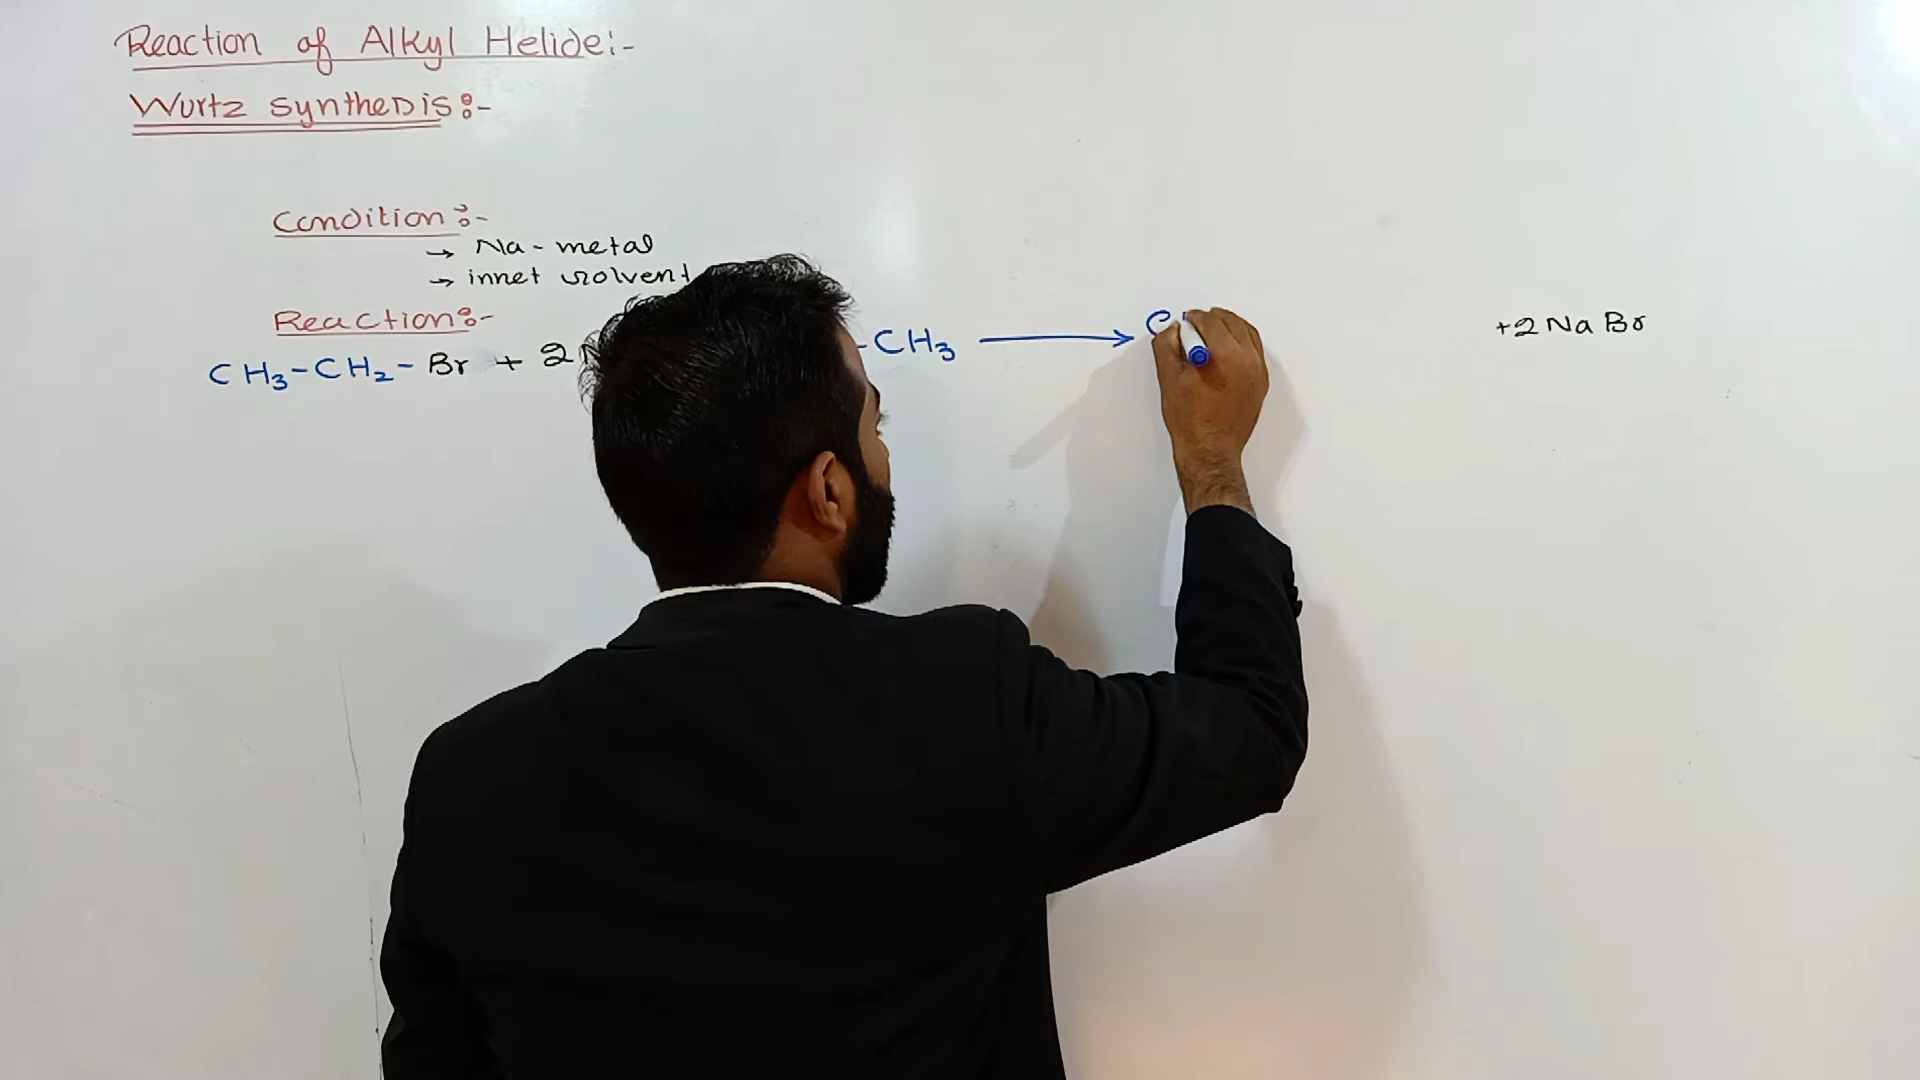 Reaction of Alkyl Helide:-
Wurtz synthesis:-
Condition:-
→ Na - metal
→ innet solvent
Reaction:-
CH3-CH2-Br + 2 -CH3 ⟶ C +2NaBr